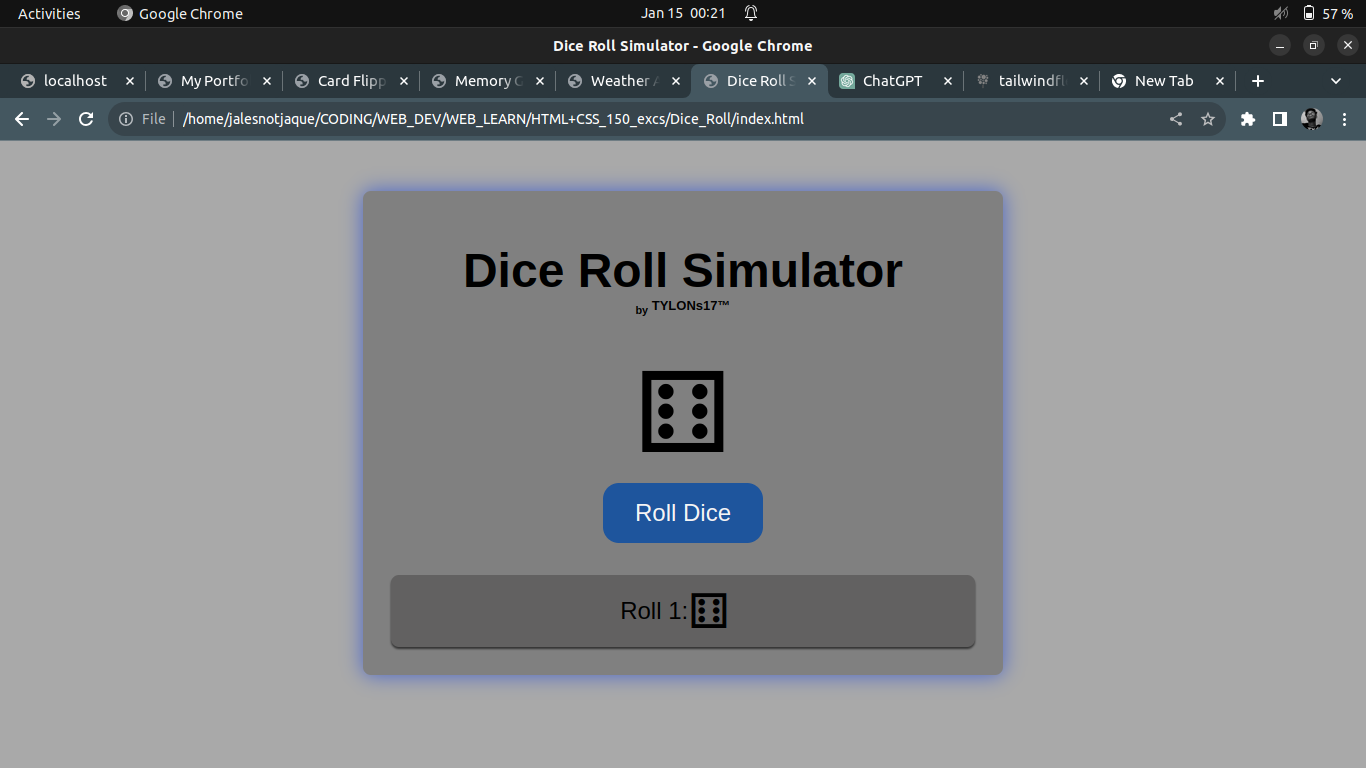 Activities Google Chrome Jan 15 00:21 57 %
Dice Roll Simulator - Google Chrome
localhost My Portfo Card Flipp Memory G Weather A Dice Roll S ChatGPT tailwindfl New Tab
File /home/jalesnotjaque/CODING/WEB_DEV/WEB_LEARN/HTML+CSS_150_excs/Dice_Roll/index.html
Dice Roll Simulator
by TYLONs17™
Roll Dice
Roll 1: